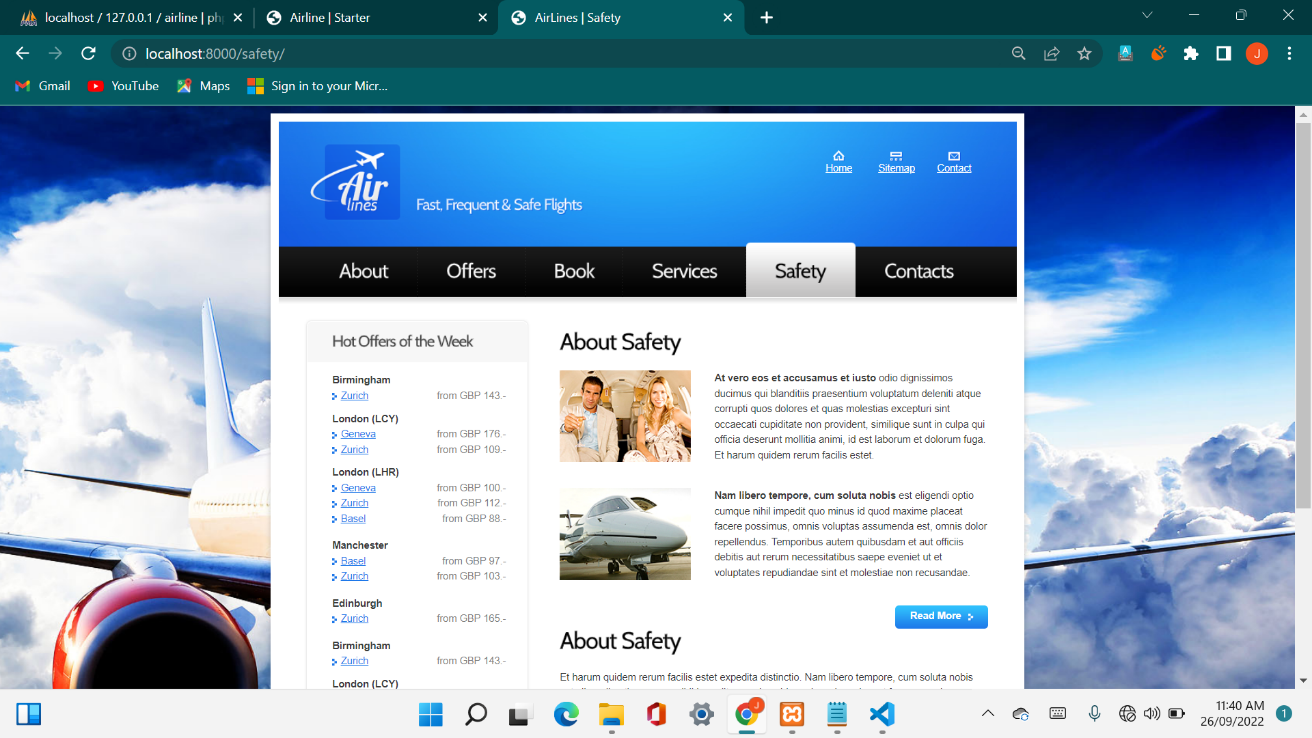 localhost / 127.0.0.1 / airline | ph
Airline | Starter
AirLines | Safety
localhost:8000/safety/
J
Gmail
YouTube
Maps
Sign in to your Micr...
Air
lines
Fast, Frequent & Safe Flights
Home
Sitemap
Contact
About
Offers
Book
Services
Safety
Contacts
Hot Offers of the Week
Birmingham
Zurich from GBP 143.-
London (LCY)
Geneva from GBP 176.-
Zurich from GBP 109.-
London (LHR)
Geneva from GBP 100.-
Zurich from GBP 112.-
Basel from GBP 88.-
Manchester
Basel from GBP 97.-
Zurich from GBP 103.-
Edinburgh
Zurich from GBP 165.-
Birmingham
Zurich from GBP 143.-
London (LCY)
About Safety
At vero eos et accusamus et iusto odio dignissimos
ducimus qui blanditiis praesentium voluptatum deleniti atque
corrupti quos dolores et quas molestias excepturi sint
occaecati cupiditate non provident, similique sunt in culpa qui
officia deserunt mollitia animi, id est laborum et dolorum fuga.
Et harum quidem rerum facilis estet.
Nam libero tempore, cum soluta nobis est eligendi optio
cumque nihil impedit quo minus id quod maxime placeat
facere possimus, omnis voluptas assumenda est, omnis dolor
repellendus. Temporibus autem quibusdam et aut officiis
debitis aut rerum necessitatibus saepe eveniet ut et
voluptates repudiandae sint et molestiae non recusandae.
Read More
About Safety
Et harum quidem rerum facilis estet expedita distinctio. Nam libero tempore, cum soluta nobis
J
11:40 AM
26/09/2022
1